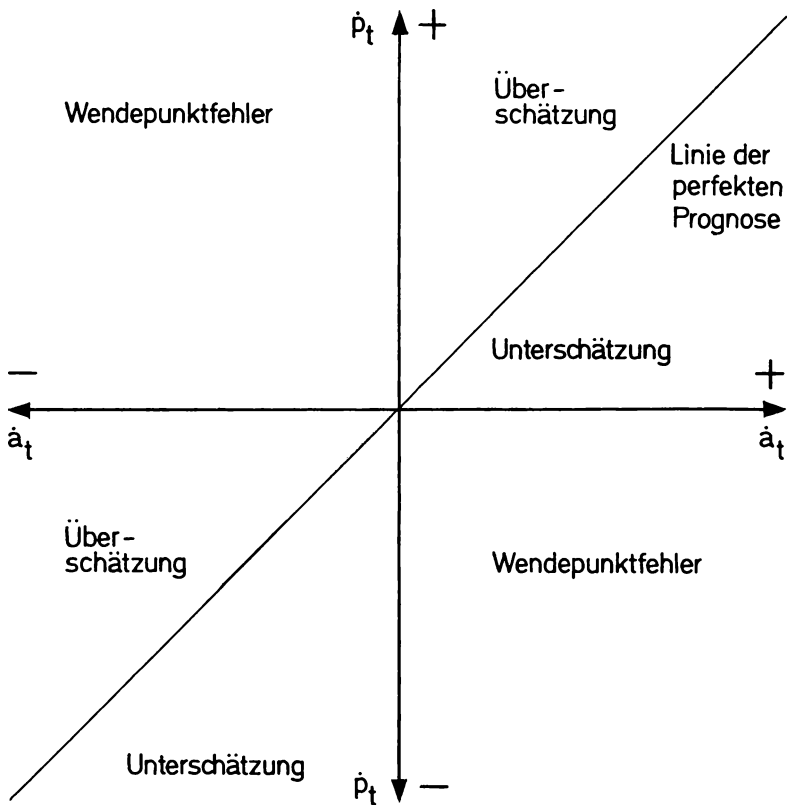 ṗt +
Wendepunktfehler
Über-
schätzung
Linie der
perfekten
Prognose
Unterschätzung
− +
ȧt ȧt
Über-
schätzung
Wendepunktfehler
Unterschätzung
ṗt −